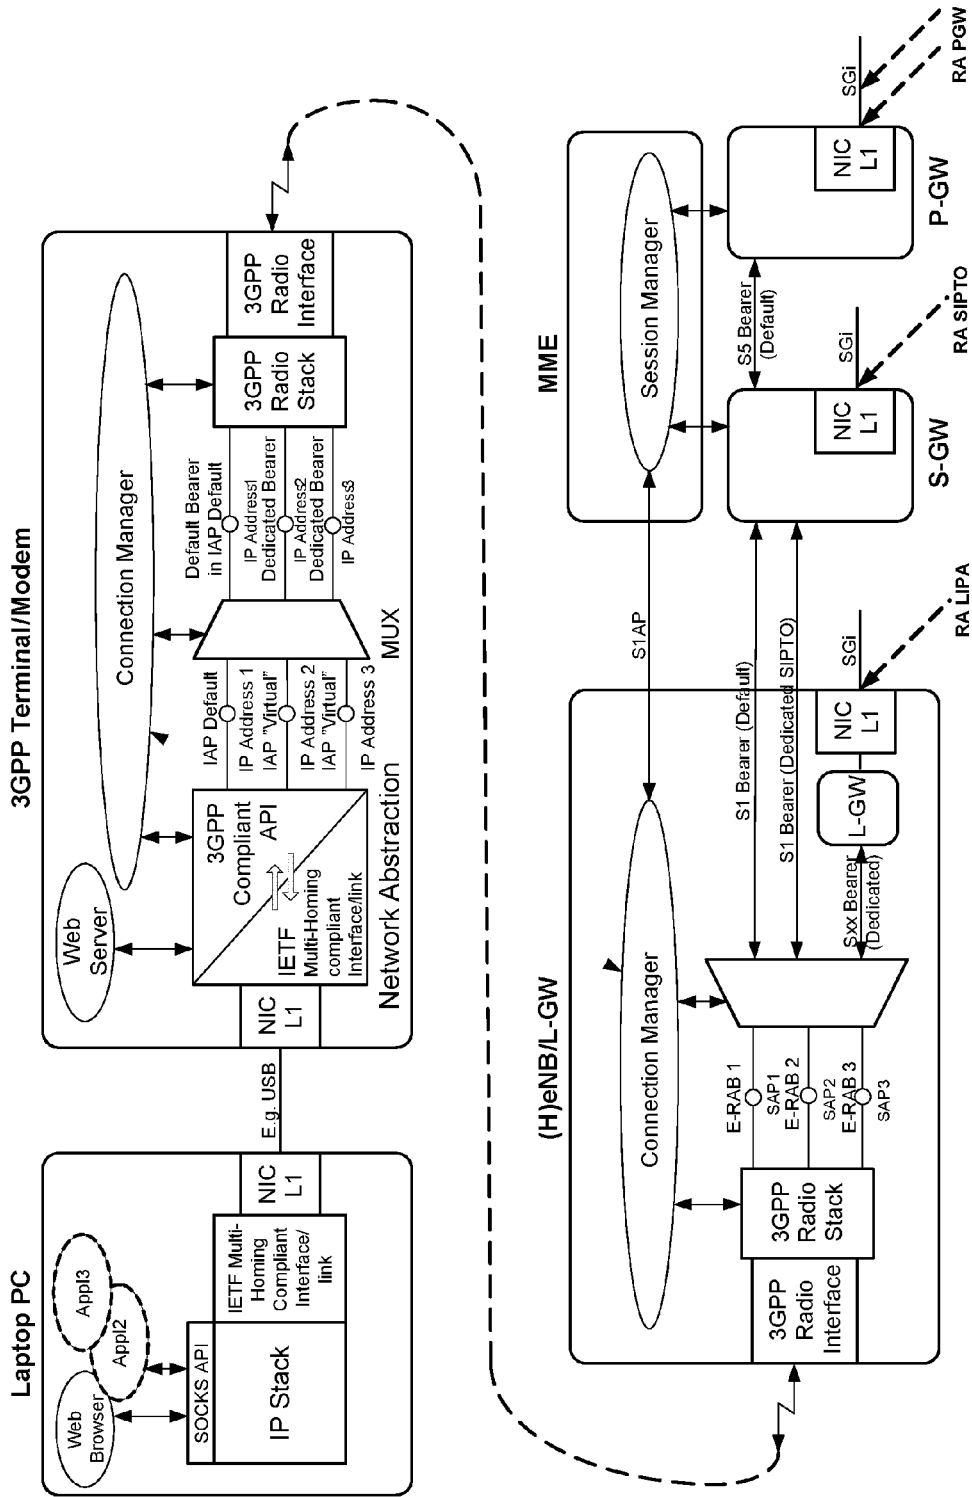 Laptop PC
Web
Browser
Appl2
Appl3
SOCKS API
IP Stack
IETF Multi-
Homing
Compliant
Interface/
link
NIC
L1
E.g. USB
3GPP Terminal/Modem
Web
Server
Connection Manager
NIC
L1
3GPP
Compliant
API
IETF
Multi-Homing
compliant
Interface/link
Network Abstraction
IAP Default
IP Address 1
IAP "Virtual"
IP Address 2
IAP "Virtual"
IP Address 3
MUX
Default Bearer
in IAP Default
IP Address1
Dedicated Bearer
IP Address2
Dedicated Bearer
IP Address3
3GPP
Radio
Stack
3GPP
Radio
Interface
(H)eNB/L-GW
Connection Manager
3GPP
Radio
Interface
3GPP
Radio
Stack
E-RAB 1
SAP1
E-RAB 2
SAP2
E-RAB 3
SAP3
Sxx Bearer
(Dedicated)
L-GW
NIC
L1
SGi
RA LIPA
S1AP
S1 Bearer (Default)
S1 Bearer (Dedicated SIPTO)
MME
Session Manager
S-GW
NIC
L1
SGi
RA SIPTO
S5 Bearer
(Default)
P-GW
NIC
L1
SGi
RA PGW